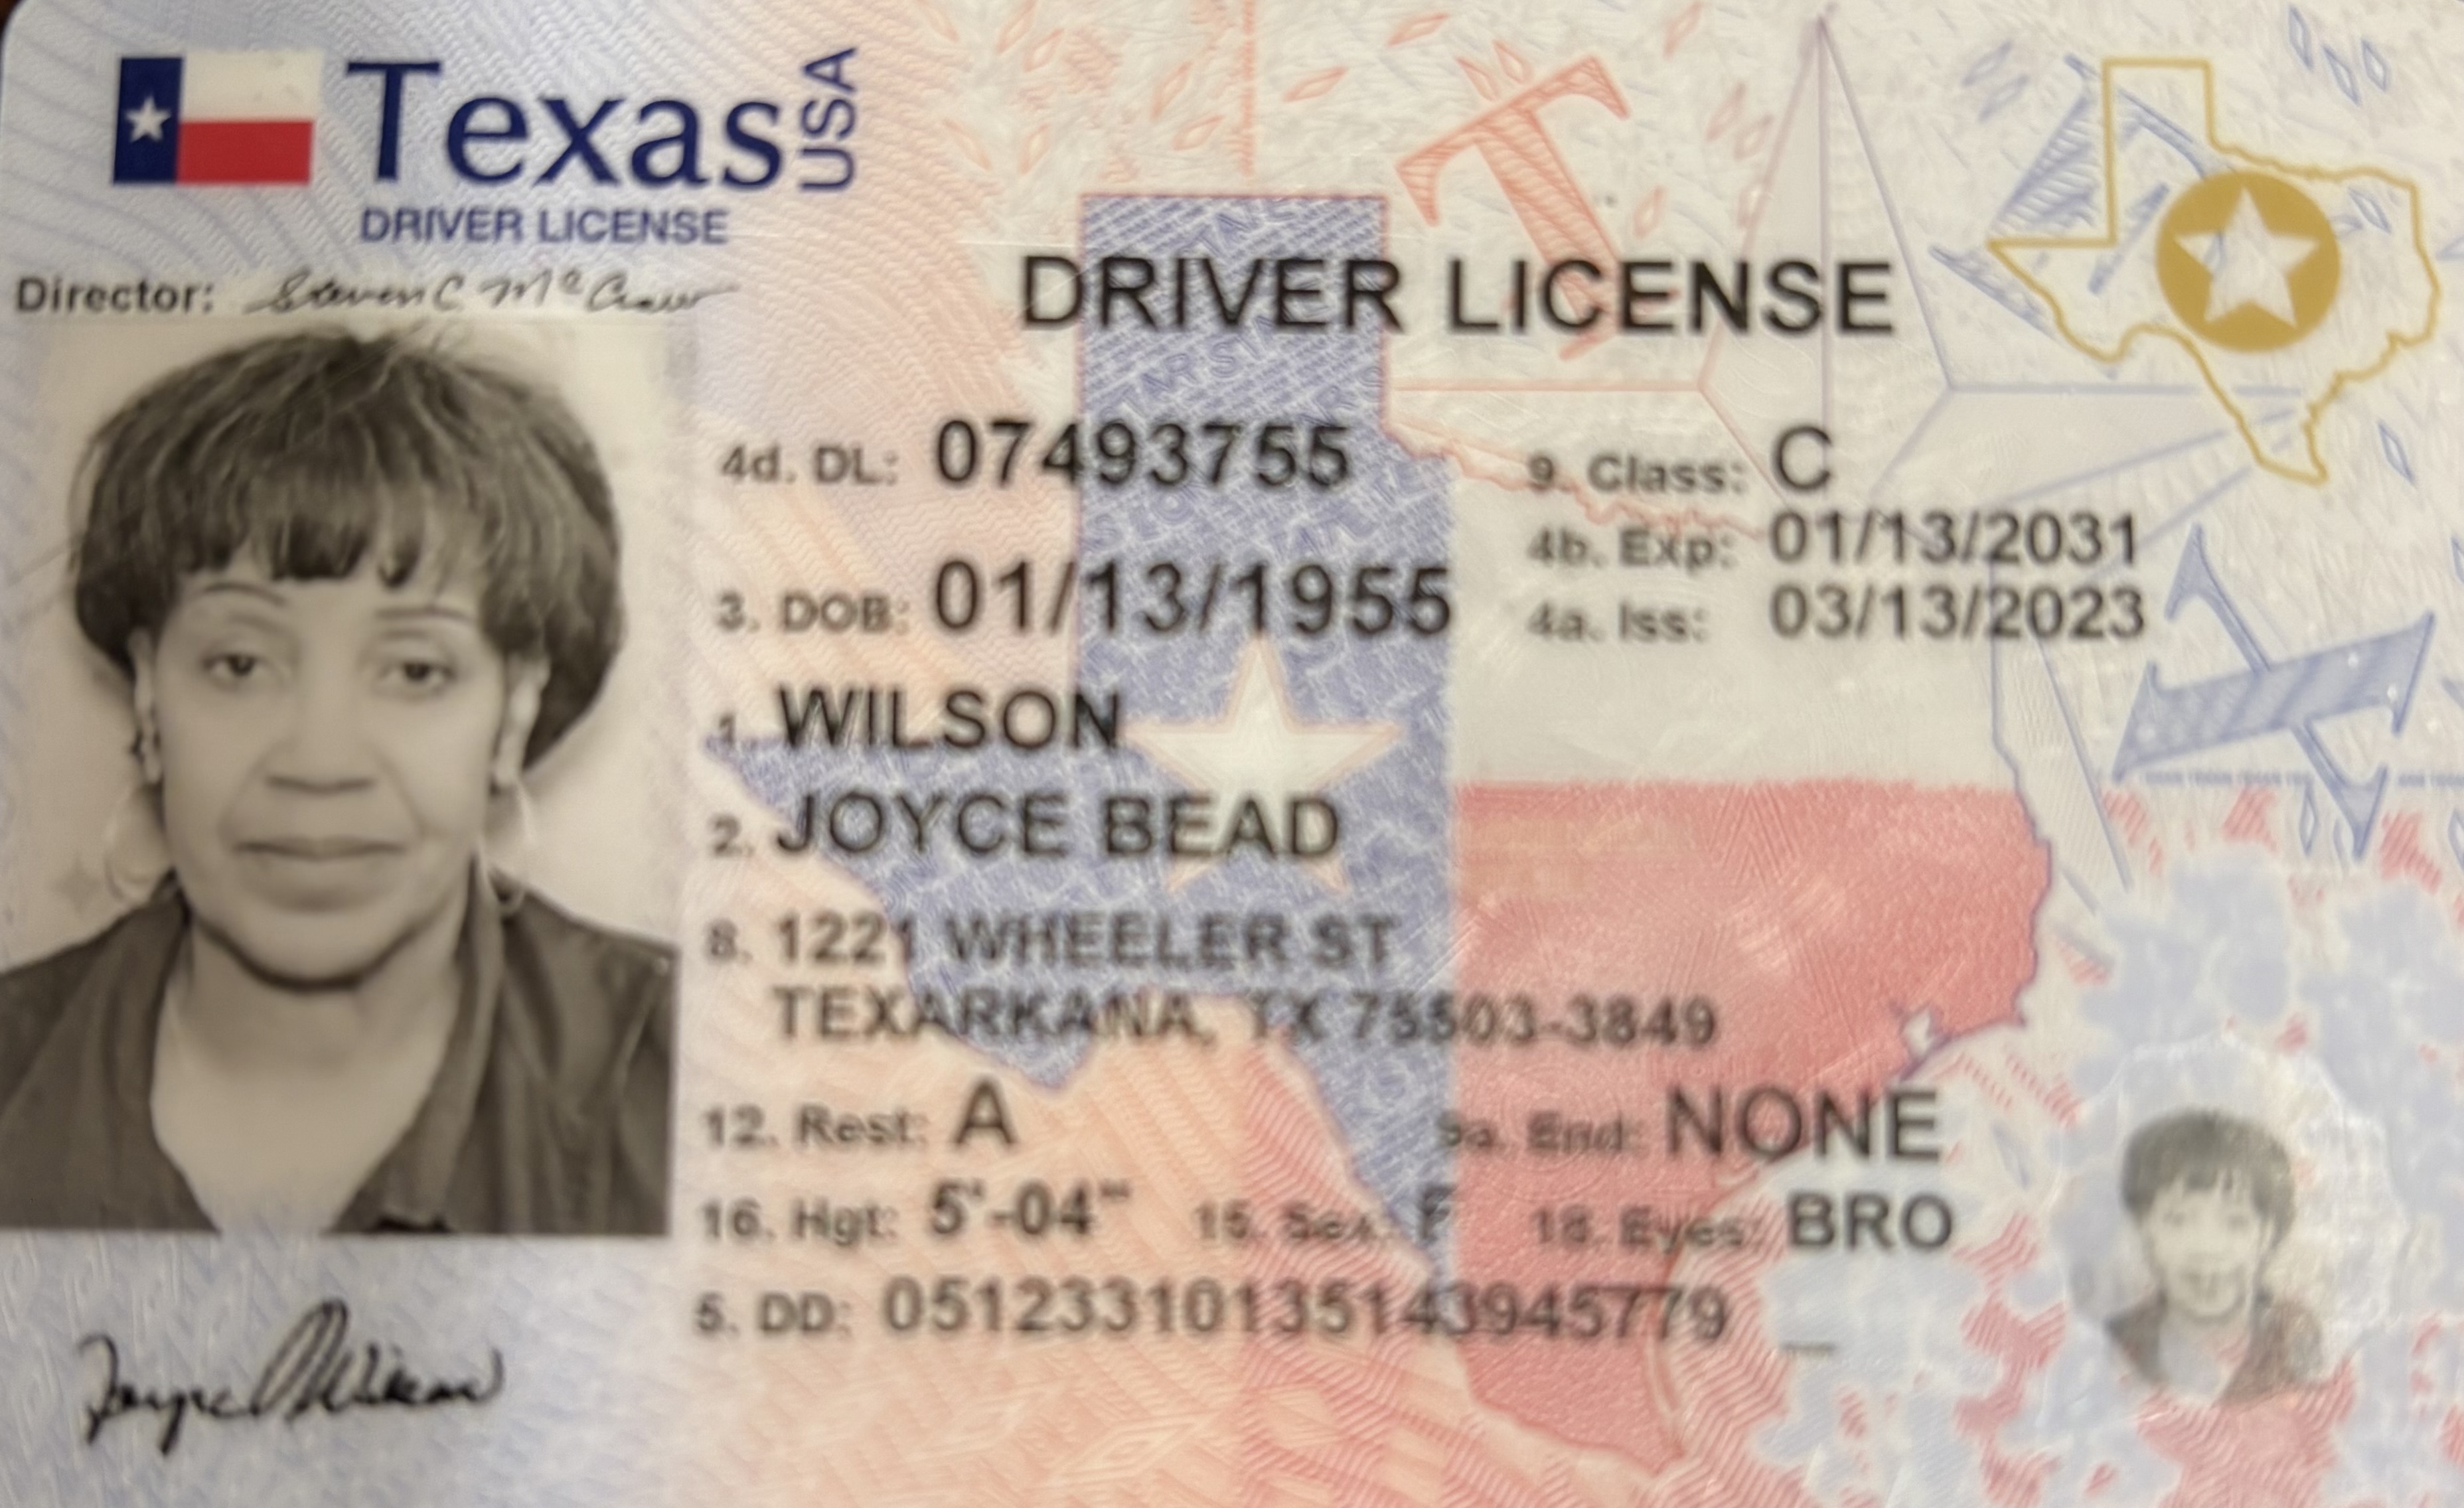 Texas USA
DRIVER LICENSE
Director: Steven C McCraw
DRIVER LICENSE
4d. DL: 07493755
9. Class: C
4b. Exp: 01/13/2031
3. DOB: 01/13/1955
4a. Iss: 03/13/2023
1. WILSON
2. JOYCE BEAD
8. 1221 WHEELER ST
TEXARKANA, TX 75503-3849
12. Rest: A
9a. End: NONE
16. Hgt: 5'-04"
15. Sex: F
18. Eyes: BRO
5. DD: 05123310135143945779
Joyce Wilson